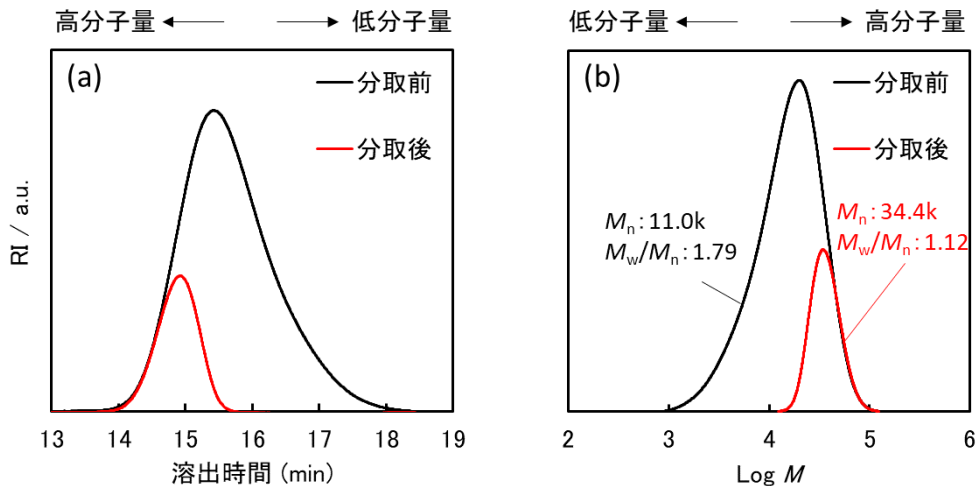 高分子量 ← → 低分子量
(a)
分取前
分取後
RI / a.u.
13 14 15 16 17 18 19
溶出時間 (min)
低分子量 ← → 高分子量
(b)
分取前
分取後
Mn：11.0k
Mw/Mn：1.79
Mn：34.4k
Mw/Mn：1.12
2 3 4 5 6
Log M